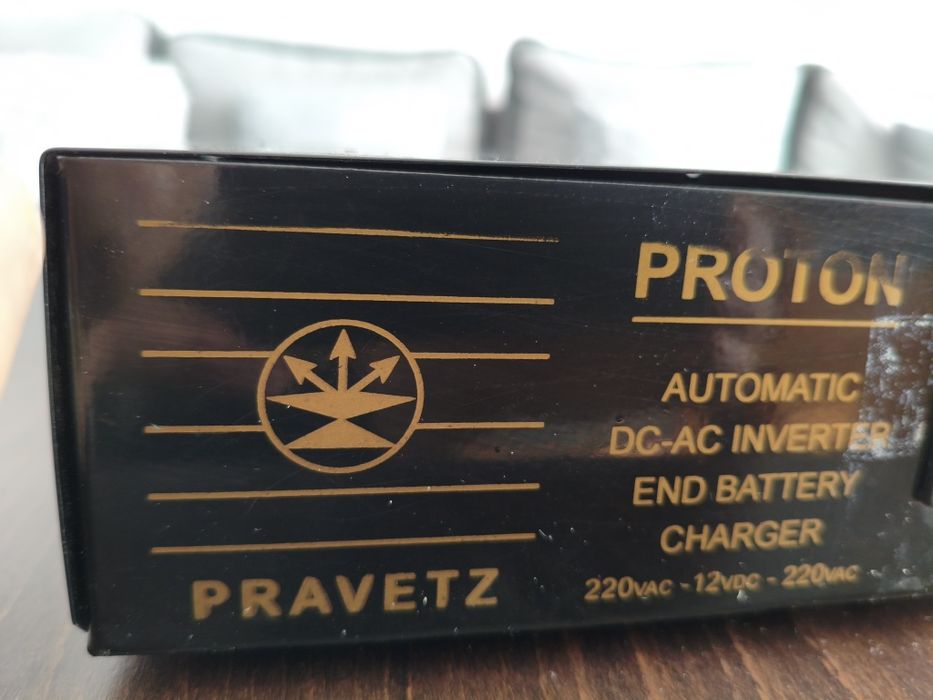 PROTON
AUTOMATIC
DC-AC INVERTER
END BATTERY
CHARGER
220VAC - 12VDC - 220VAC
PRAVETZ